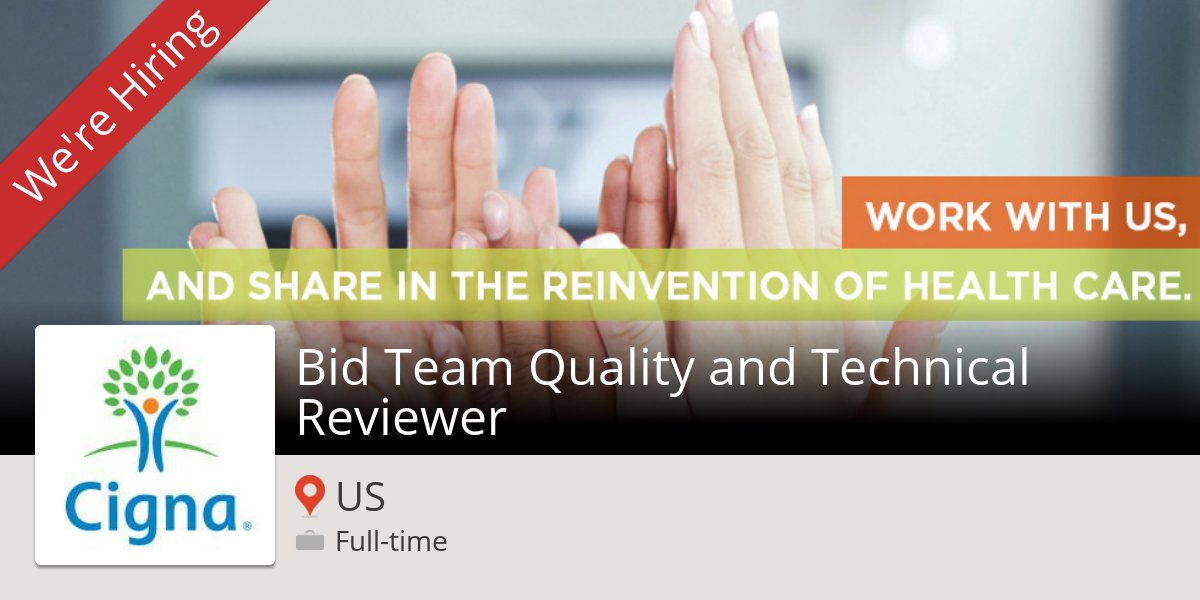 We're Hiring
WORK WITH US,
AND SHARE IN THE REINVENTION OF HEALTH CARE.
Bid Team Quality and Technical
Reviewer
Cigna®
US
Full-time